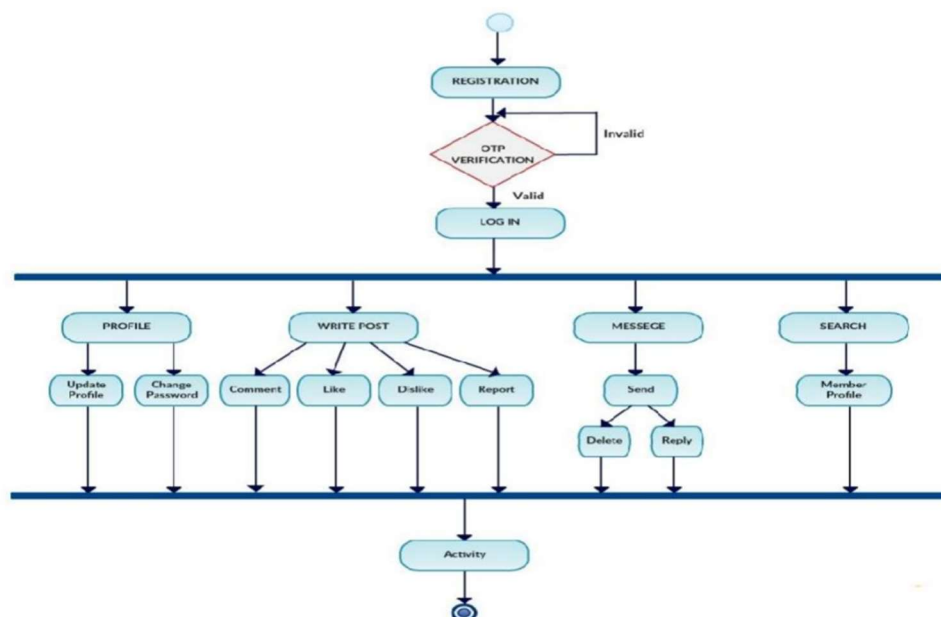 REGISTRATION
OTP
VERIFICATION
Invalid
Valid
LOG IN
PROFILE
WRITE POST
MESSEGE
SEARCH
Update
Profile
Change
Password
Comment
Like
Dislike
Report
Send
Member
Profile
Delete
Reply
Activity